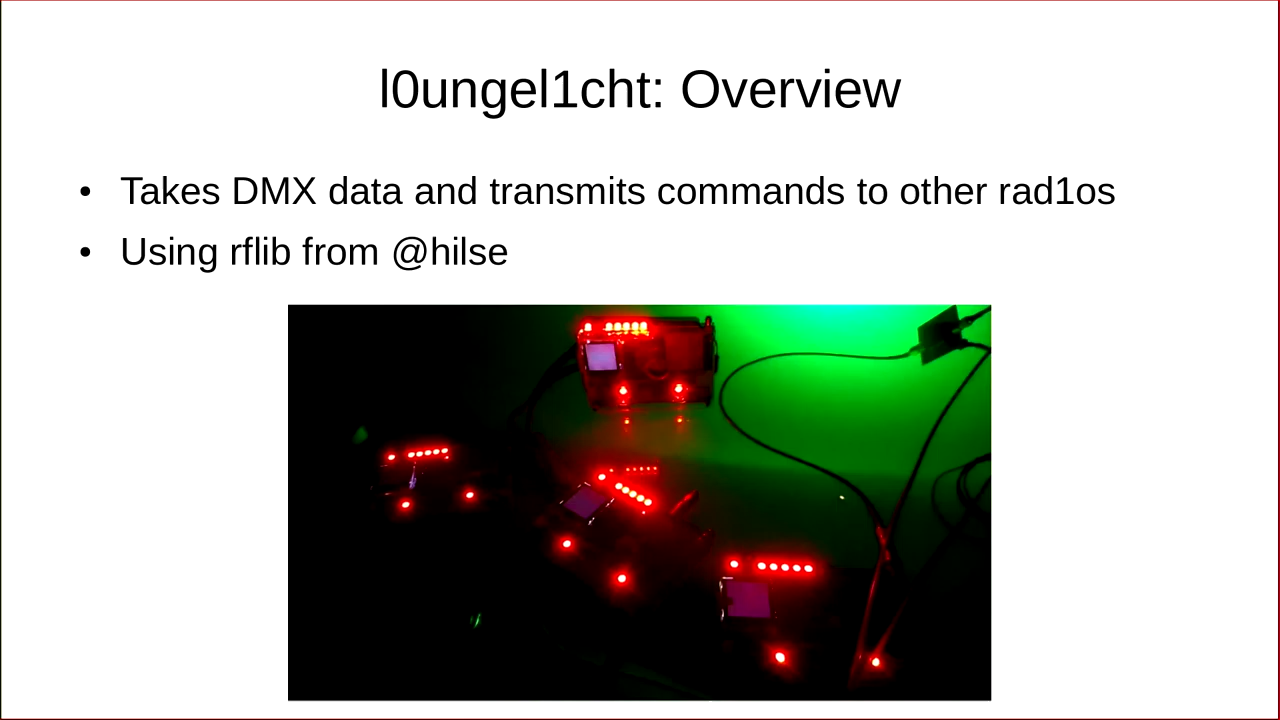 l0ungel1cht: Overview
• Takes DMX data and transmits commands to other rad1os
• Using rflib from @hilse